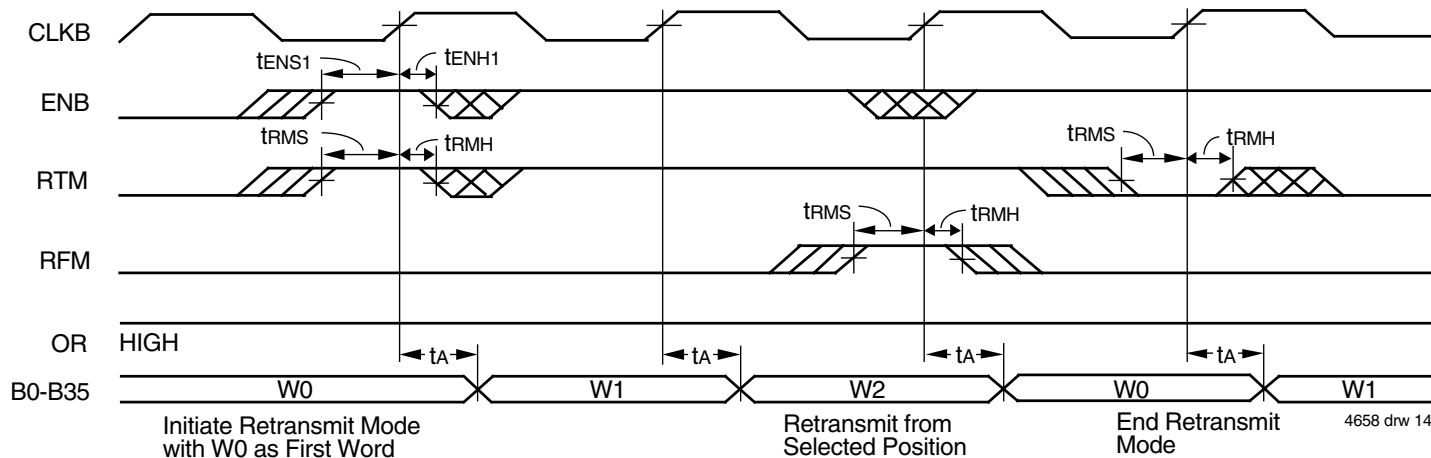 CLKB
tENS1
tENH1
ENB
tRMS
tRMH
tRMS
tRMH
RTM
tRMS
tRMH
RFM
OR
HIGH
tA
tA
tA
tA
B0-B35
W0
W1
W2
W0
W1
Initiate Retransmit Mode
with W0 as First Word
Retransmit from
Selected Position
End Retransmit
Mode
4658 drw 14